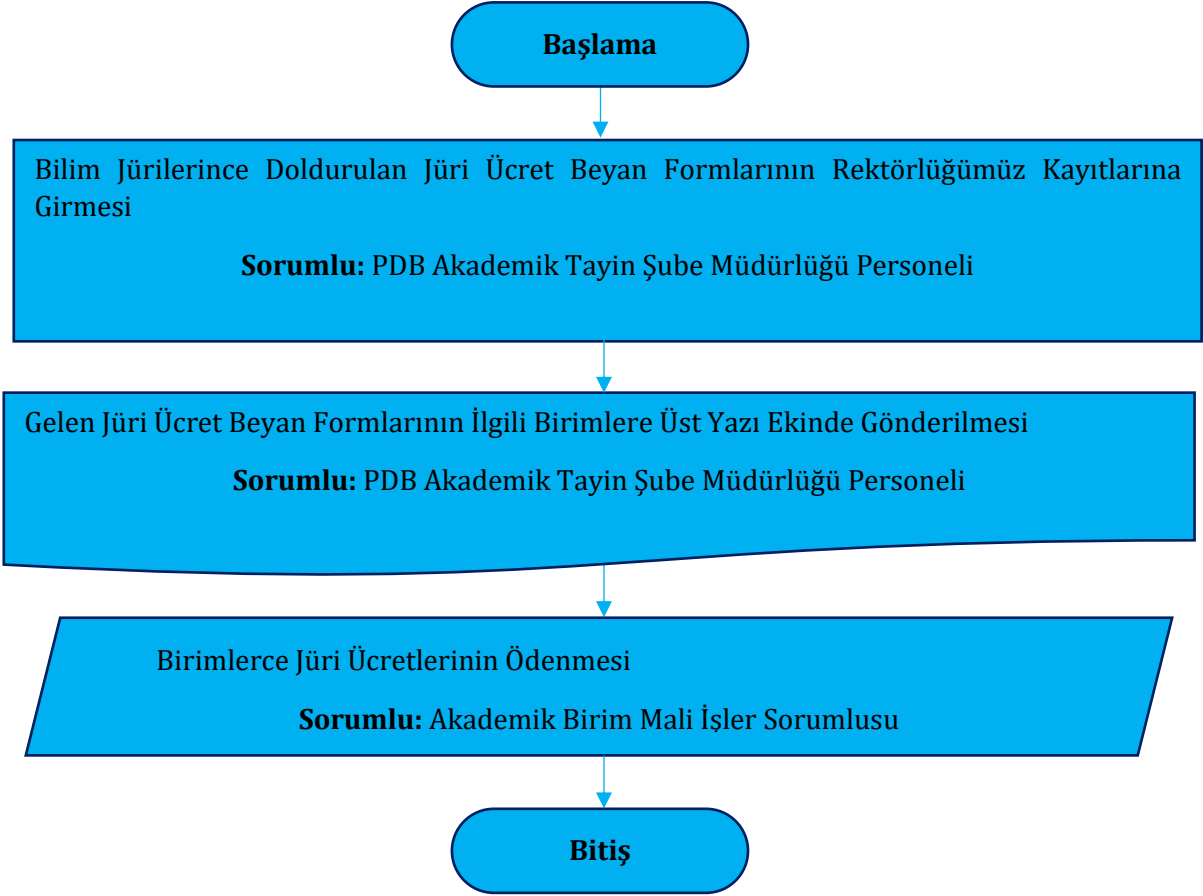 Başlama
Bilim Jürilerince Doldurulan Jüri Ücret Beyan Formlarının Rektörlüğümüz Kayıtlarına
Girmesi
Sorumlu: PDB Akademik Tayin Şube Müdürlüğü Personeli
Gelen Jüri Ücret Beyan Formlarının İlgili Birimlere Üst Yazı Ekinde Gönderilmesi
Sorumlu: PDB Akademik Tayin Şube Müdürlüğü Personeli
Birimlerce Jüri Ücretlerinin Ödenmesi
Sorumlu: Akademik Birim Mali İşler Sorumlusu
Bitiş